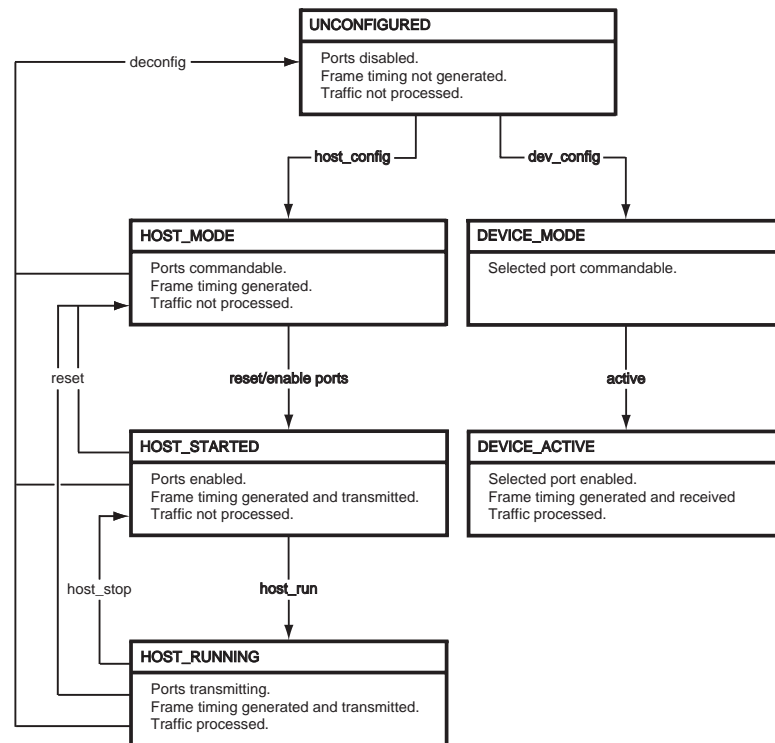 UNCONFIGURED
Ports disabled.
Frame timing not generated.
Traffic not processed.
deconfig
host_config
dev_config
HOST_MODE
Ports commandable.
Frame timing generated.
Traffic not processed.
DEVICE_MODE
Selected port commandable.
reset
reset/enable ports
active
HOST_STARTED
Ports enabled.
Frame timing generated and transmitted.
Traffic not processed.
DEVICE_ACTIVE
Selected port enabled.
Frame timing generated and received
Traffic processed.
host_stop
host_run
HOST_RUNNING
Ports transmitting.
Frame timing generated and transmitted.
Traffic processed.